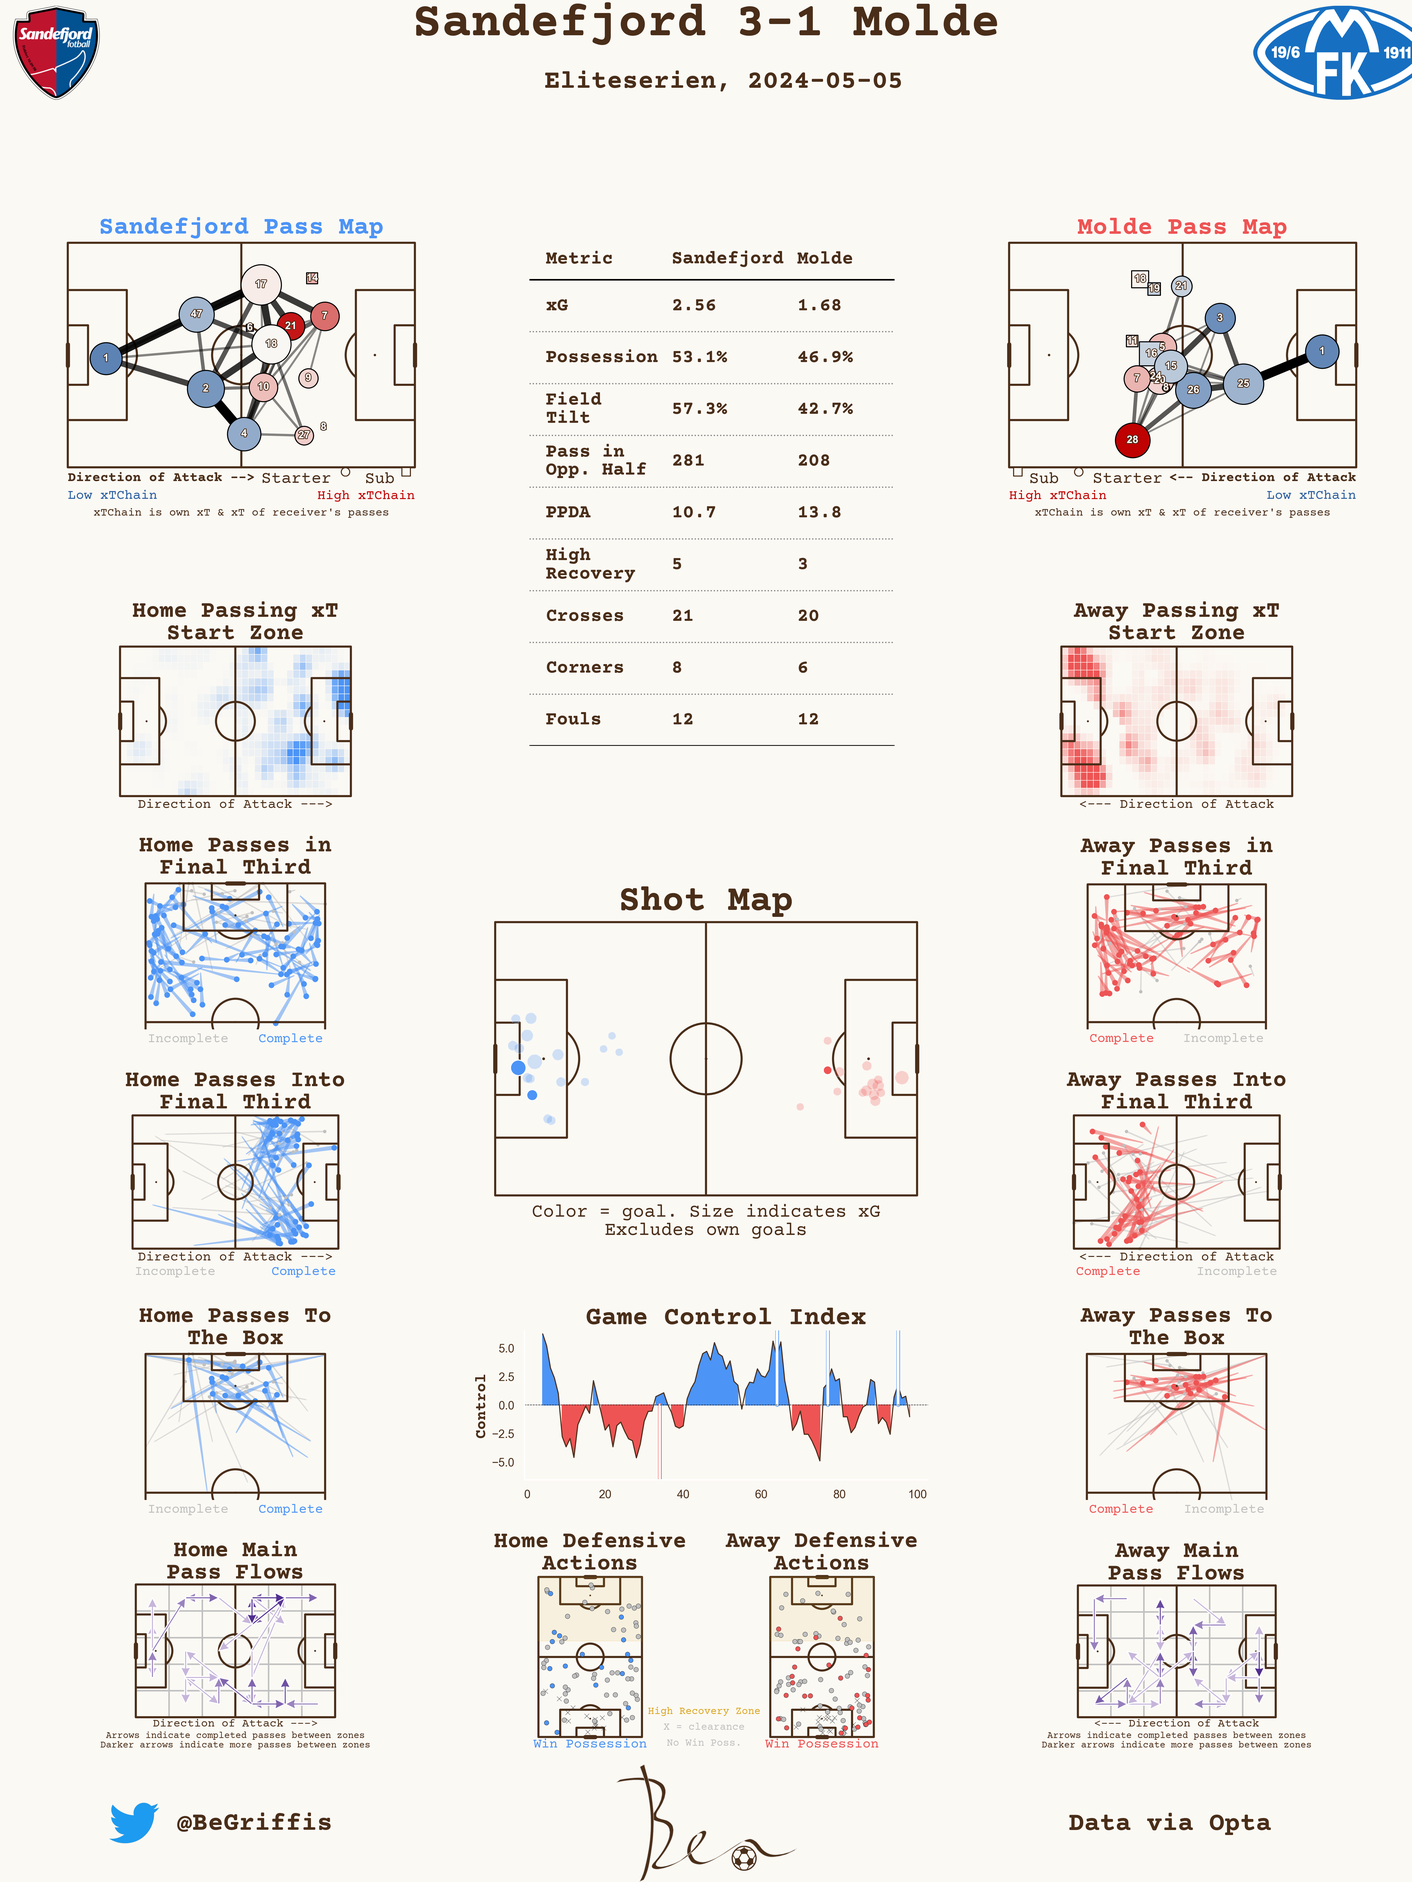 Sandefjord 3-1 Molde
Eliteserien, 2024-05-05
Sandefjord
fotball
19/6 M 1911
FK
Sandefjord Pass Map
14
17
7
47
6
21
18
1
9
2
10
4
27
8
Direction of Attack --> Starter Sub
Low xTChain High xTChain
xTChain is own xT & xT of receiver's passes
Metric Sandefjord Molde
xG 2.56 1.68
Possession 53.1% 46.9%
Field
Tilt 57.3% 42.7%
Pass in
Opp. Half 281 208
PPDA 10.7 13.8
High
Recovery 5 3
Crosses 21 20
Corners 8 6
Fouls 12 12
Molde Pass Map
18
19
21
3
11
5
16
1
15
7
24
8
26
25
28
Sub Starter <-- Direction of Attack
High xTChain Low xTChain
xTChain is own xT & xT of receiver's passes
Home Passing xT
Start Zone
Direction of Attack --->
Away Passing xT
Start Zone
<--- Direction of Attack
Home Passes in
Final Third
Incomplete Complete
Away Passes in
Final Third
Complete Incomplete
Shot Map
Color = goal. Size indicates xG
Excludes own goals
Home Passes Into
Final Third
Direction of Attack --->
Incomplete Complete
Away Passes Into
Final Third
<--- Direction of Attack
Complete Incomplete
Home Passes To
The Box
Incomplete Complete
Game Control Index
Control
5.0
2.5
0.0
−2.5
−5.0
0 20 40 60 80 100
Away Passes To
The Box
Complete Incomplete
Home Main
Pass Flows
Direction of Attack --->
Arrows indicate completed passes between zones
Darker arrows indicate more passes between zones
Home Defensive
Actions
Win Possession
High Recovery Zone
X = clearance
No Win Poss.
Away Defensive
Actions
Win Possession
Away Main
Pass Flows
<--- Direction of Attack
Arrows indicate completed passes between zones
Darker arrows indicate more passes between zones
@BeGriffis
Ben
Data via Opta